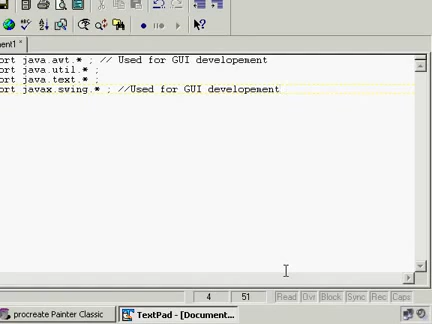 ent1 *
ort java.awt.* ; // Used for GUI developement
ort java.util.* ;
ort java.text.* ;
ort javax.swing.* ; //Used for GUI developement
4 51 Read Ovr Block Sync Rec Caps
procreate Painter Classic TextPad - [Document...